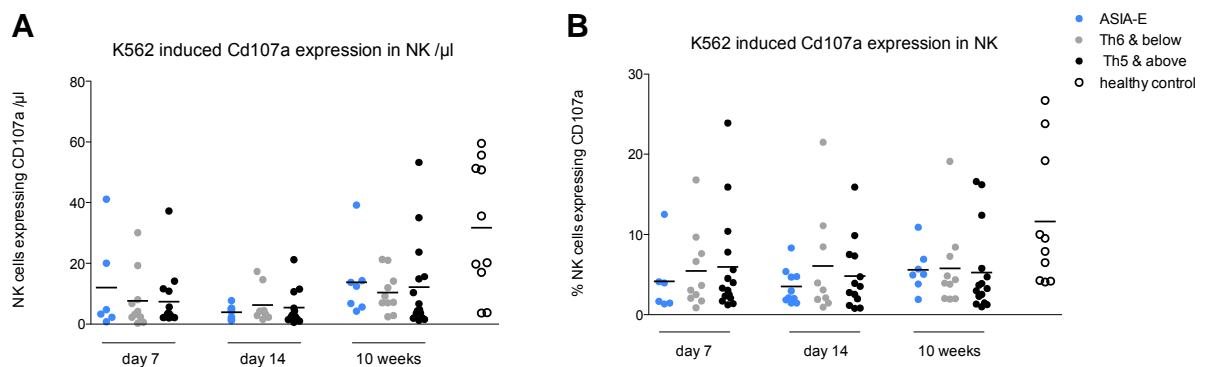 A
K562 induced Cd107a expression in NK /µl
NK cells expressing CD107a /µl
80
60
40
20
0
day 7
day 14
10 weeks
B
K562 induced Cd107a expression in NK
% NK cells expressing CD107a
30
20
10
0
day 7
day 14
10 weeks
ASIA-E
Th6 & below
Th5 & above
healthy control